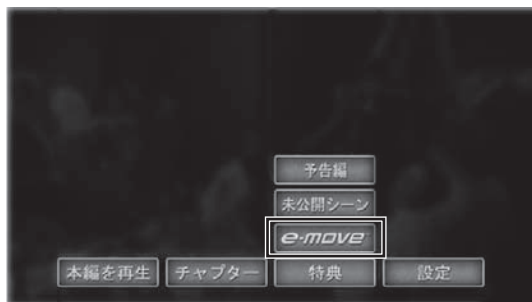 予告編
未公開シーン
e-move
本編を再生 チャプター 特典 設定